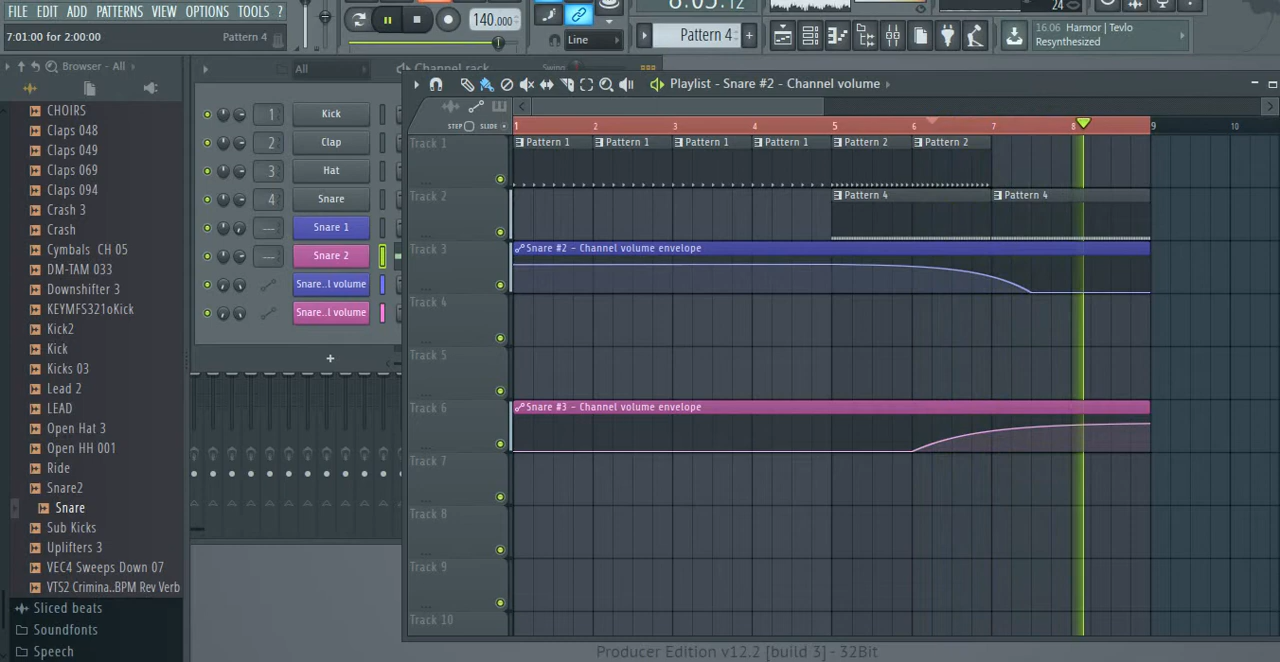 FILE EDIT ADD PATTERNS VIEW OPTIONS TOOLS ?
7:01:00 for 2:00:00 Pattern 4
140.000
Line
Pattern 4 +
24
16.06 Harmor | Tevlo
Resynthesized
Browser - All
All
Channel rack
Swing
CHOIRS
Claps 048
Claps 049
Claps 069
Claps 094
Crash 3
Crash
Cymbals CH 05
DM-TAM 033
Downshifter 3
KEYMFS321oKick
Kick2
Kick
Kicks 03
Lead 2
LEAD
Open Hat 3
Open HH 001
Ride
Snare2
Snare
Sub Kicks
Uplifters 3
VEC4 Sweeps Down 07
VTS2 Crimina..BPM Rev Verb
Sliced beats
Soundfonts
Speech
1 Kick
2 Clap
3 Hat
4 Snare
--- Snare 1
--- Snare 2
Snare..l volume
Snare..l volume
+
Playlist - Snare #2 - Channel volume
STEP SLIDE
1 2 3 4 5 6 7 8 9 10
Track 1
Pattern 1 Pattern 1 Pattern 1 Pattern 1 Pattern 2 Pattern 2
Track 2
Pattern 4 Pattern 4
Track 3
Snare #2 - Channel volume envelope
Track 4
Track 5
Track 6
Snare #3 - Channel volume envelope
Track 7
Track 8
Track 9
Track 10
Producer Edition v12.2 [build 3] - 32Bit